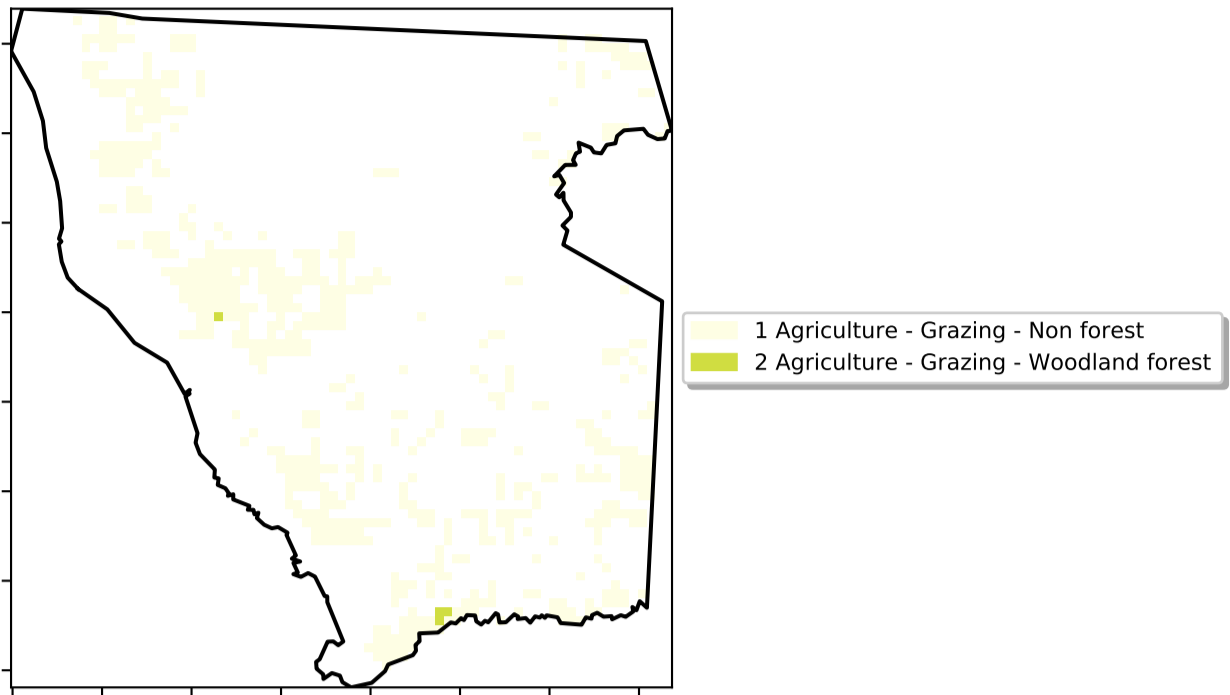 1 Agriculture - Grazing - Non forest
2 Agriculture - Grazing - Woodland forest